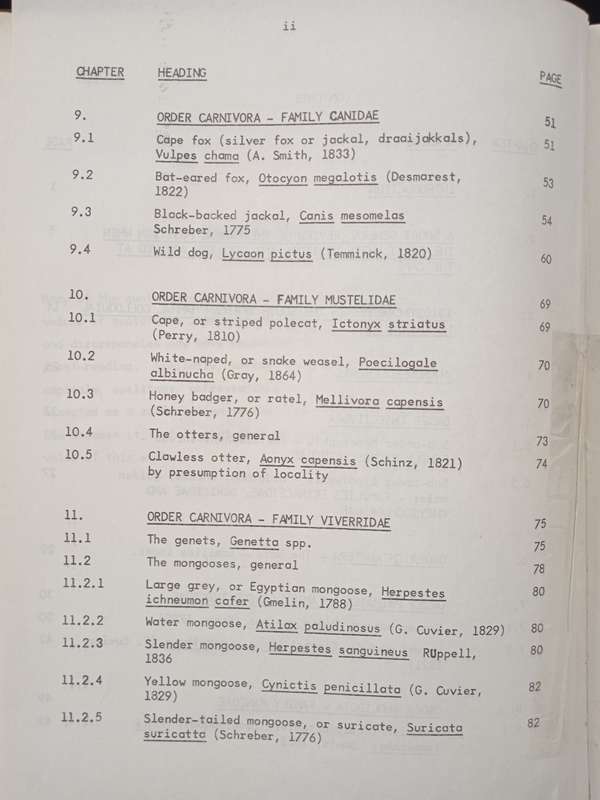 ii
CHAPTER HEADING PAGE
9. ORDER CARNIVORA - FAMILY CANIDAE 51
9.1 Cape fox (silver fox or jackal, draaijakkals), 51
Vulpes chama (A. Smith, 1833)
9.2 Bat-eared fox, Otocyon megalotis (Desmarest, 53
1822)
9.3 Black-backed jackal, Canis mesomelas 54
Schreber, 1775
9.4 Wild dog, Lycaon pictus (Temminck, 1820) 60
10. ORDER CARNIVORA - FAMILY MUSTELIDAE 69
10.1 Cape, or striped polecat, Ictonyx striatus 69
(Perry, 1810)
10.2 White-naped, or snake weasel, Poecilogale 70
albinucha (Gray, 1864)
10.3 Honey badger, or ratel, Mellivora capensis 70
(Schreber, 1776)
10.4 The otters, general 73
10.5 Clawless otter, Aonyx capensis (Schinz, 1821) 74
by presumption of locality
11. ORDER CARNIVORA - FAMILY VIVERRIDAE 75
11.1 The genets, Genetta spp. 75
11.2 The mongooses, general 78
11.2.1 Large grey, or Egyptian mongoose, Herpestes 80
ichneumon cafer (Gmelin, 1788)
11.2.2 Water mongoose, Atilax paludinosus (G. Cuvier, 1829) 80
11.2.3 Slender mongoose, Herpestes sanguineus RUppell, 80
1836
11.2.4 Yellow mongoose, Cynictis penicillata (G. Cuvier, 82
1829)
11.2.5 Slender-tailed mongoose, or suricate, Suricata 82
suricatta (Schreber, 1776)